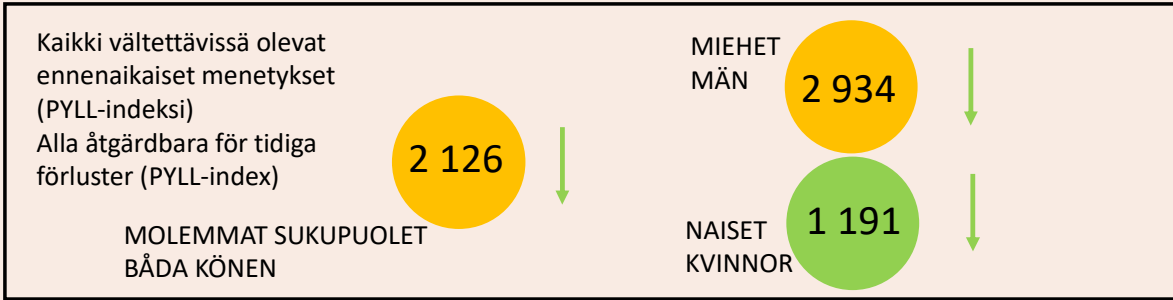 Kaikki vältettävissä olevat
ennenaikaiset menetykset
(PYLL-indeksi)
Alla åtgärdbara för tidiga
förluster (PYLL-index)
2 126
MOLEMMAT SUKUPUOLET
BÅDA KÖNEN
MIEHET
MÄN
2 934
NAISET
KVINNOR
1 191